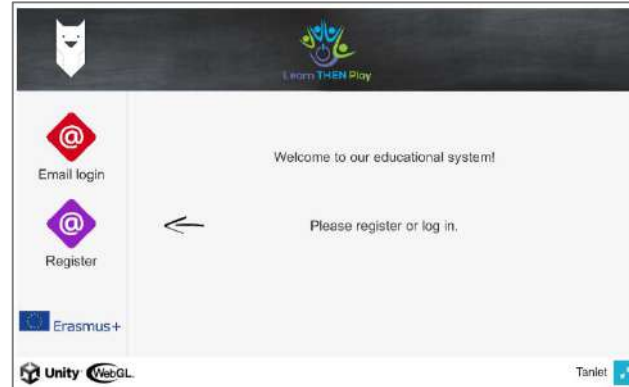 Learn THEN Play
@
Email login
@
Register
Welcome to our educational system!
Please register or log in.
Erasmus+
Unity WebGL
Tanlet